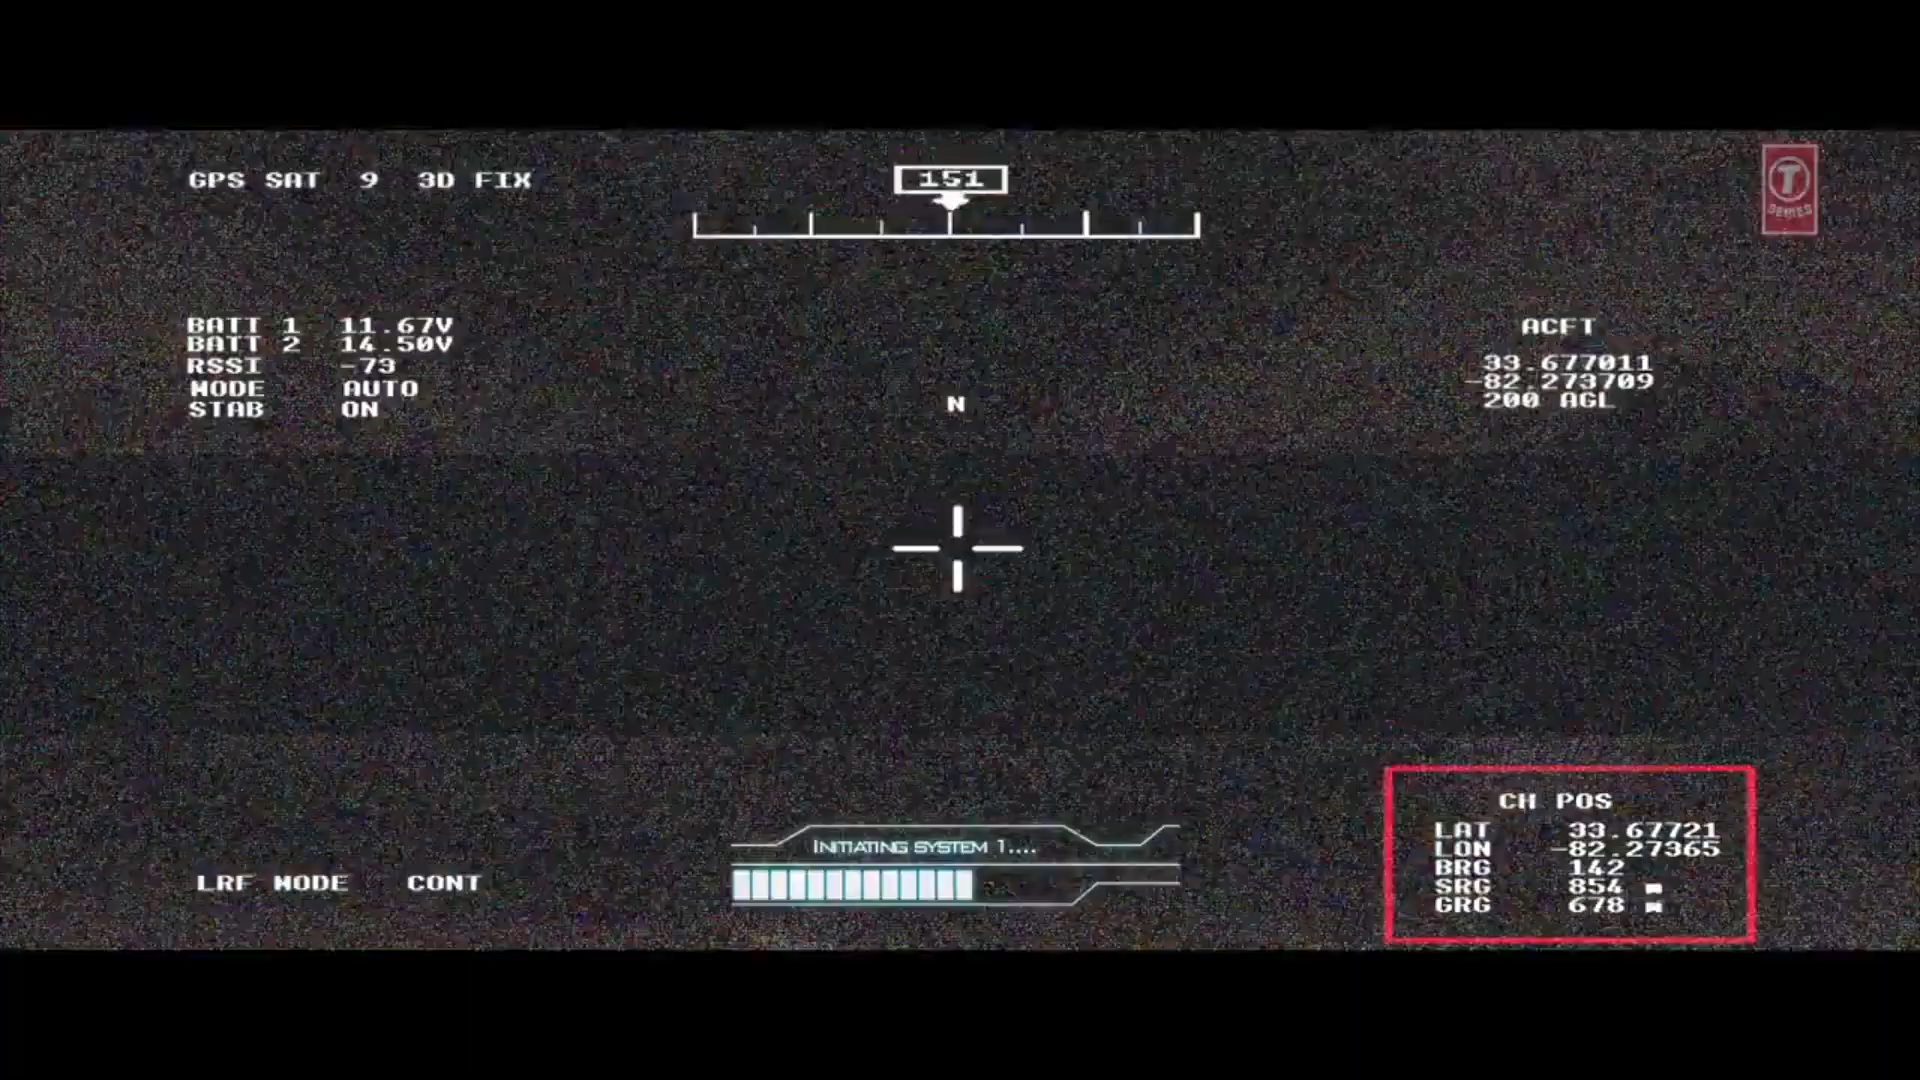 GPS SAT 9 3D FIX
151
T
SERIES
BATT 1 11.67V
BATT 2 14.50V
RSSI -73
MODE AUTO
STAB ON
ACFT
33.677011
-82.273709
200 AGL
N
INITIATING SYSTEM 1....
LRF MODE CONT
CH POS
LAT 33.67721
LON -82.27365
BRG 142
SRG 854
GRG 678